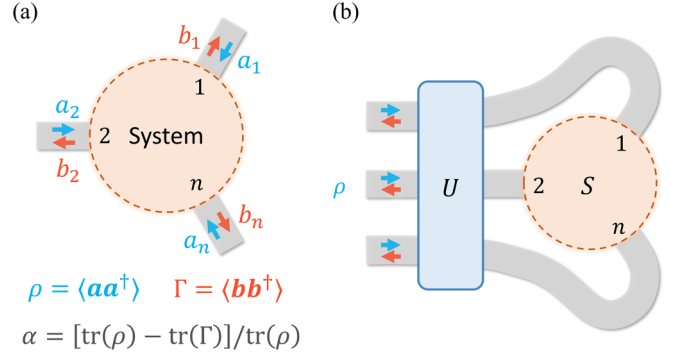 (a)
b₁
a₁
1
a₂
2
System
b₂
n
aₙ
bₙ
ρ = ⟨aa†⟩ Γ = ⟨bb†⟩
α = [tr(ρ) − tr(Γ)]/tr(ρ)
(b)
1
ρ
U
2
S
n